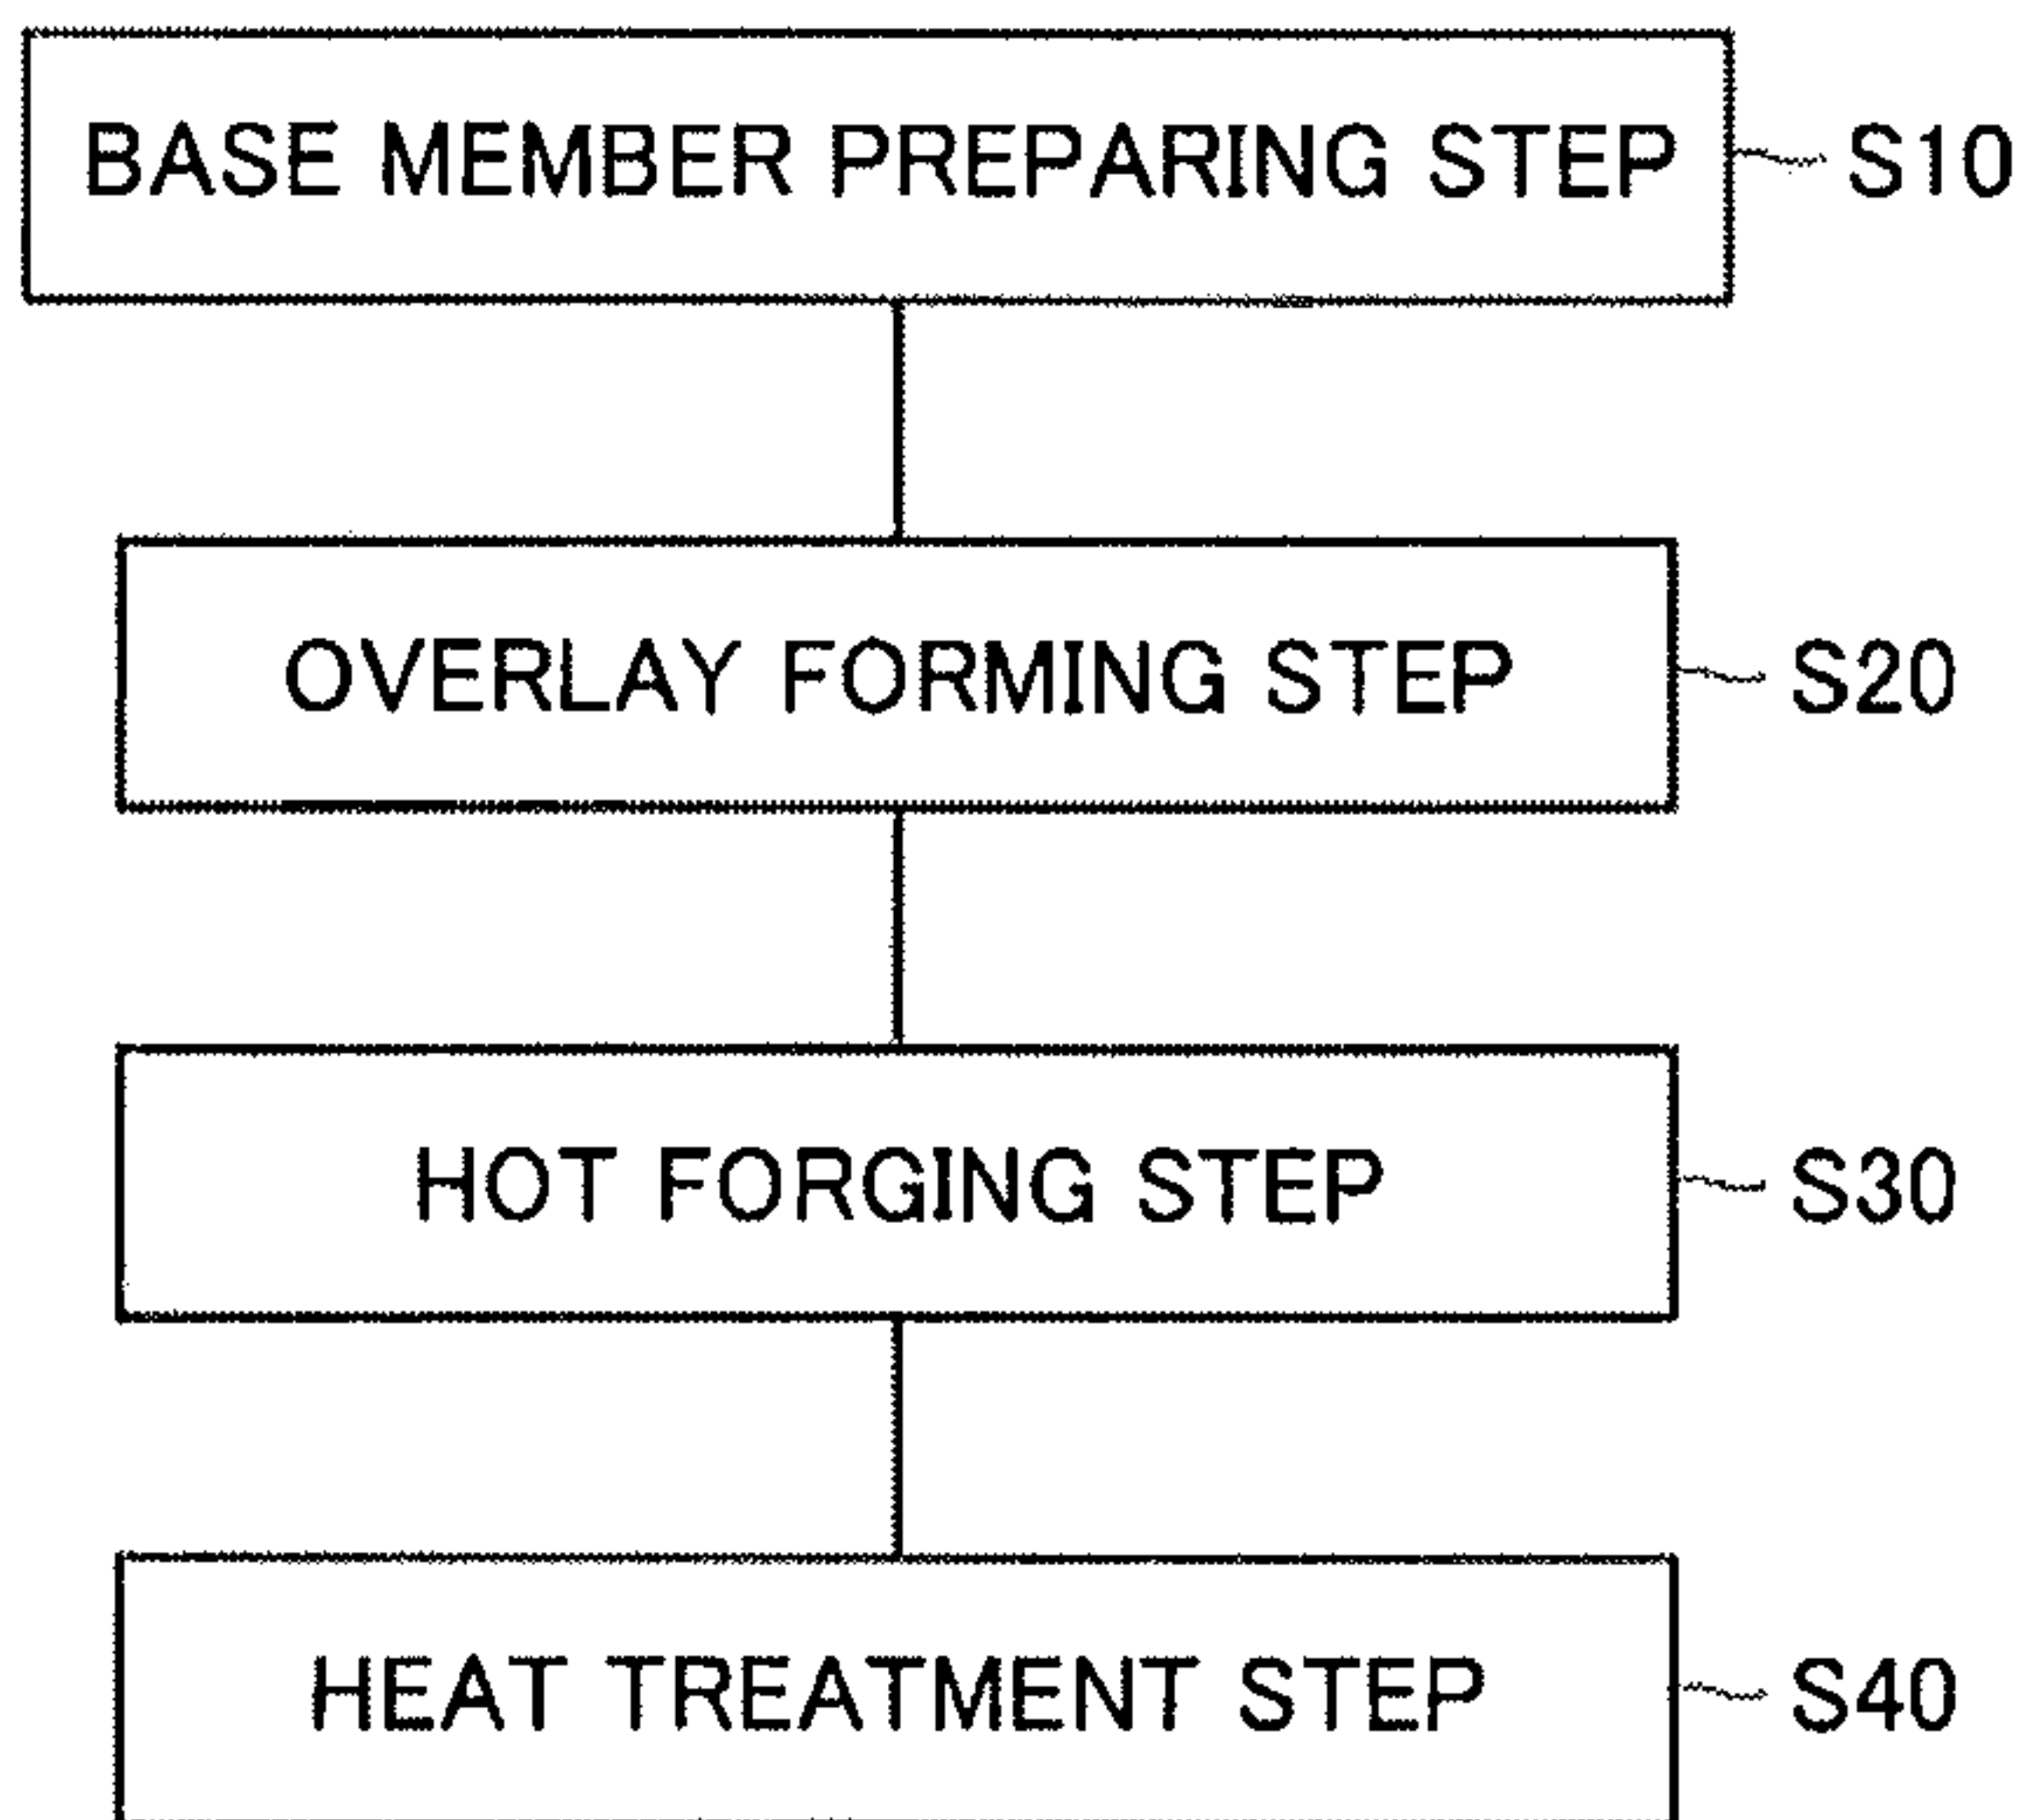 BASE MEMBER PREPARING STEP S10
OVERLAY FORMING STEP S20
HOT FORGING STEP S30
HEAT TREATMENT STEP S40